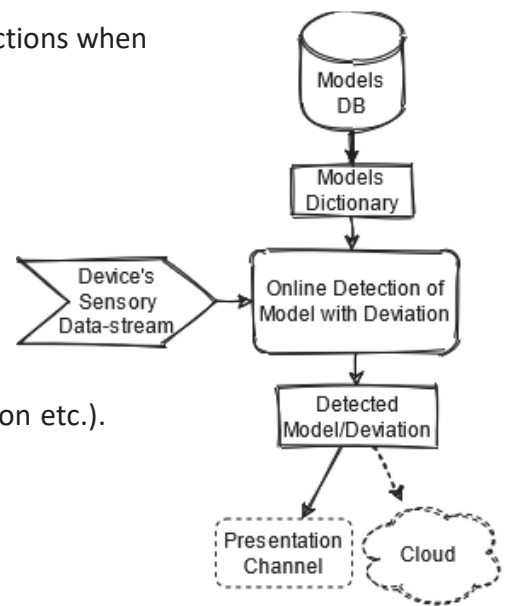 ctions when
Models
DB
Models
Dictionary
Device's
Sensory
Data-stream
Online Detection of
Model with Deviation
Detected
Model/Deviation
on etc.).
Presentation
Channel
Cloud